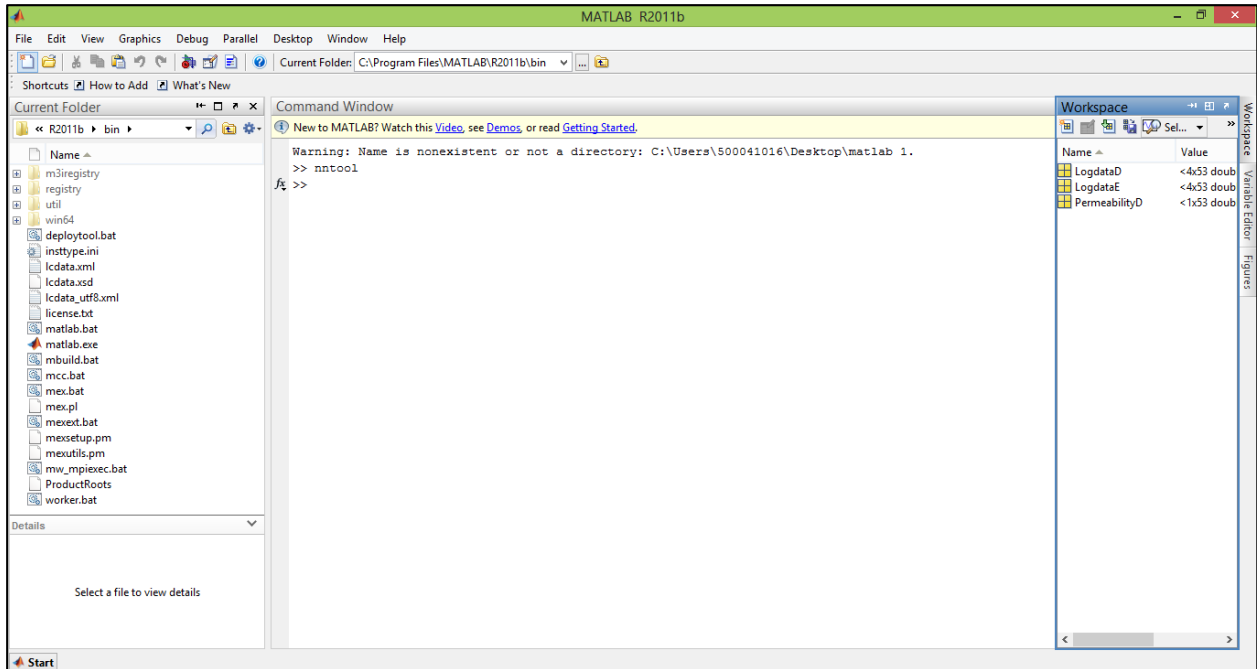 MATLAB R2011b
File Edit View Graphics Debug Parallel Desktop Window Help
Current Folder: C:\Program Files\MATLAB\R2011b\bin
Shortcuts How to Add What's New
Current Folder
« R2011b ▸ bin ▸
Name
m3iregistry
registry
util
win64
deploytool.bat
insttype.ini
lcdata.xml
lcdata.xsd
lcdata_utf8.xml
license.txt
matlab.bat
matlab.exe
mbuild.bat
mcc.bat
mex.bat
mex.pl
mexext.bat
mexsetup.pm
mexutils.pm
mw_mpiexec.bat
ProductRoots
worker.bat
Details
Select a file to view details
Start
Command Window
New to MATLAB? Watch this Video, see Demos, or read Getting Started.
Warning: Name is nonexistent or not a directory: C:\Users\500041016\Desktop\matlab 1.
>> nntool
fx >>
Workspace
Sel... »
Name Value
LogdataD <4x53 doub
LogdataE <4x53 doub
PermeabilityD <1x53 doub
Workspace
Variable Editor
Figures